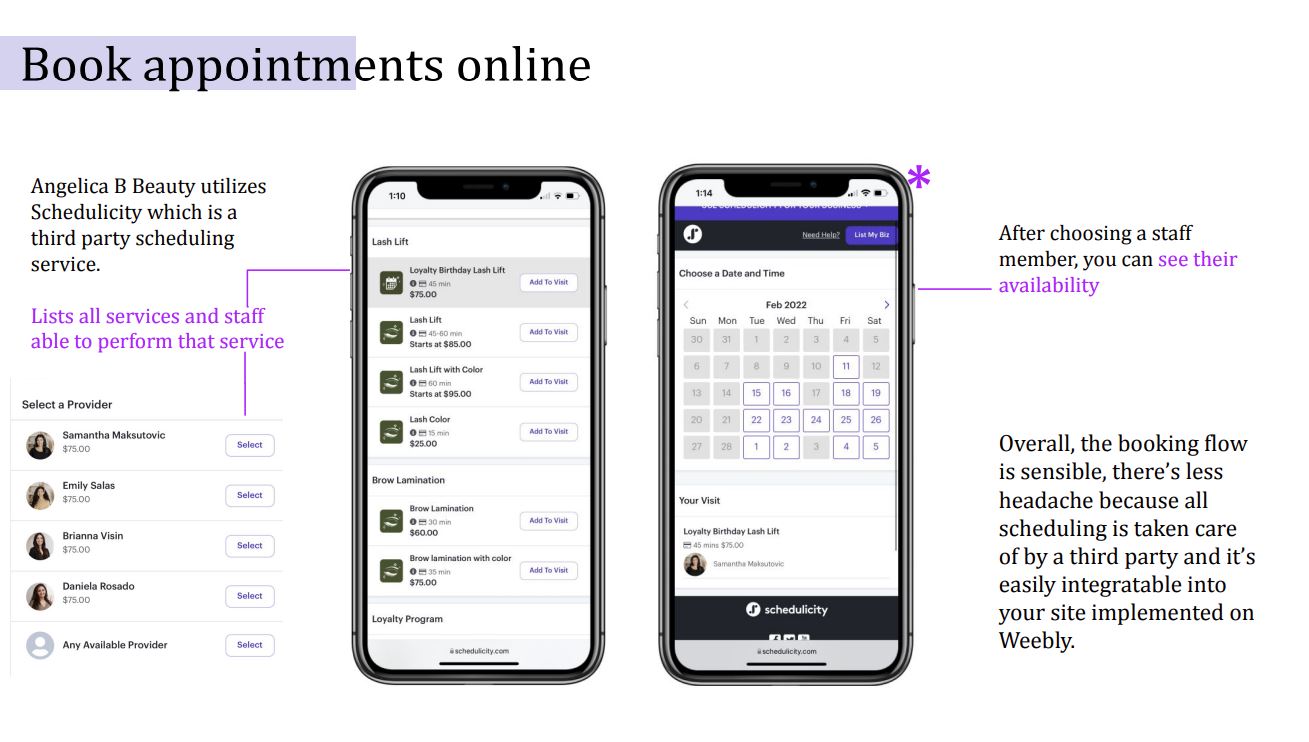 Book appointments online
Angelica B Beauty utilizes
Schedulicity which is a
third party scheduling
service.
Lists all services and staff
able to perform that service
Select a Provider
Samantha Maksutovic
$75.00
Select
Emily Salas
$75.00
Select
Brianna Visin
$75.00
Select
Daniela Rosado
$75.00
Select
Any Available Provider
Select
1:10
Lash Lift
Loyalty Birthday Lash Lift
45 min
$75.00
Add To Visit
Lash Lift
45-60 min
Starts at $85.00
Add To Visit
Lash Lift with Color
60 min
Starts at $95.00
Add To Visit
Lash Color
15 min
$25.00
Add To Visit
Brow Lamination
Brow Lamination
30 min
$60.00
Add To Visit
Brow lamination with color
35 min
$75.00
Add To Visit
Loyalty Program
schedulicity.com
*
1:14
Need Help?
List My Biz
Choose a Date and Time
Feb 2022
Sun Mon Tue Wed Thu Fri Sat
30 31 1 2 3 4 5
6 7 8 9 10 11 12
13 14 15 16 17 18 19
20 21 22 23 24 25 26
27 28 1 2 3 4 5
Your Visit
Loyalty Birthday Lash Lift
45 mins $75.00
Samantha Maksutovic
schedulicity
schedulicity.com
After choosing a staff
member, you can see their
availability
Overall, the booking flow
is sensible, there's less
headache because all
scheduling is taken care
of by a third party and it's
easily integratable into
your site implemented on
Weebly.